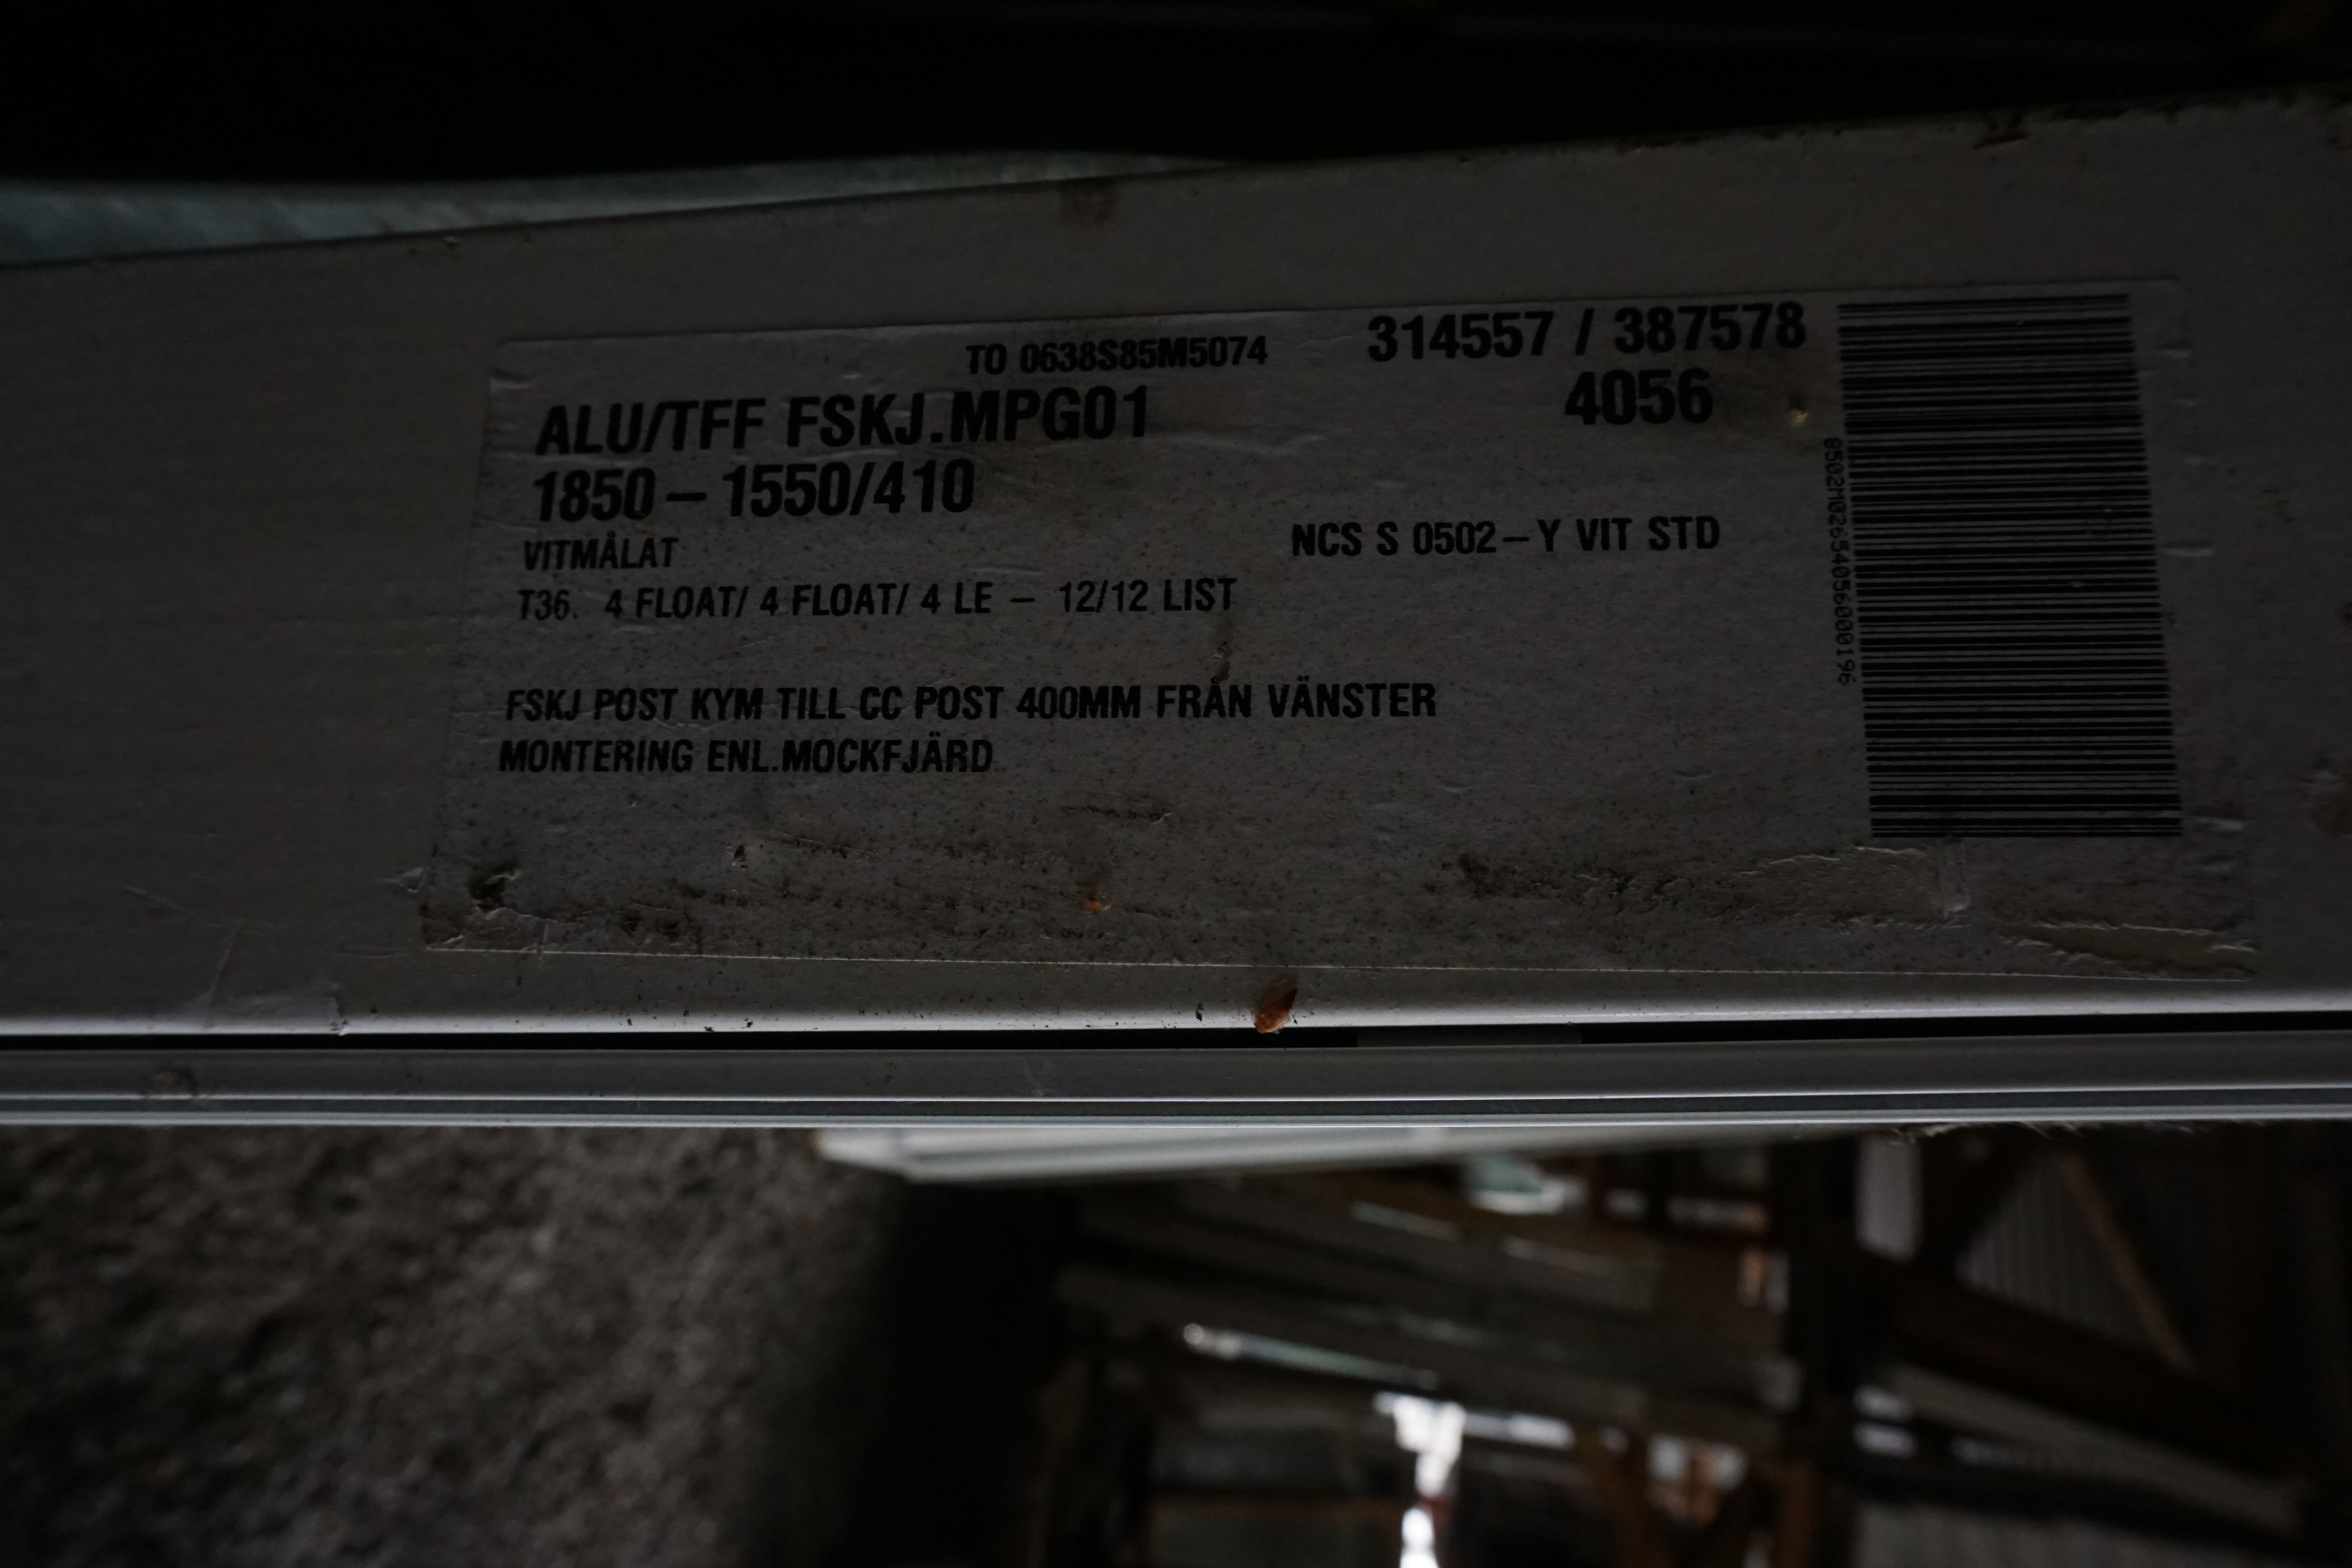 TO 0638S85M5074
314557 / 387578
ALU/TFF FSKJ.MPG01
4056
1850 – 1550/410
VITMÅLAT
NCS S 0502–Y VIT STD
T36. 4 FLOAT/ 4 FLOAT/ 4 LE – 12/12 LIST
FSKJ POST KYM TILL CC POST 400MM FRÅN VÄNSTER
MONTERING ENL.MOCKFJÄRD
8502M02654056000196